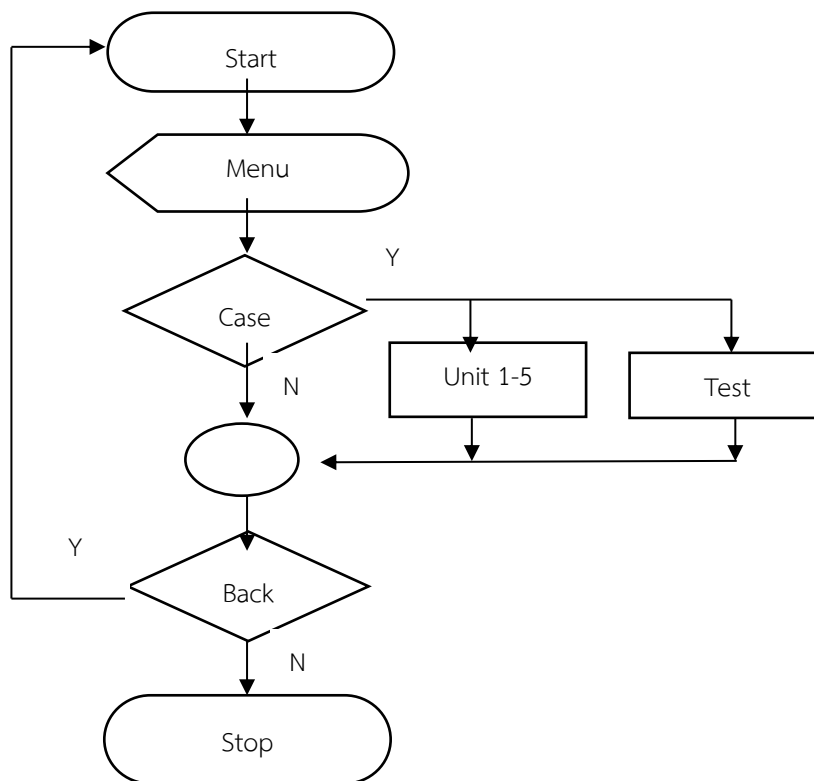 Start
Menu
Y
Case
Unit 1-5
Test
N
Y
Back
N
Stop